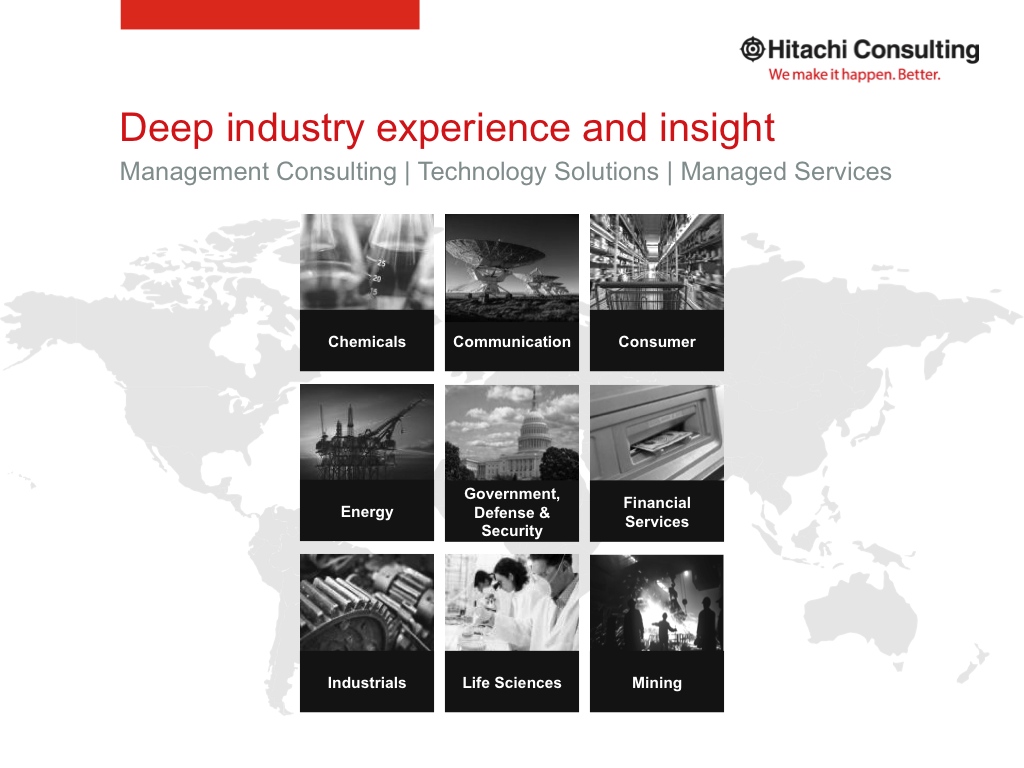 Hitachi Consulting
We make it happen. Better.
Deep industry experience and insight
Management Consulting | Technology Solutions | Managed Services
25
20
15
Chemicals
Communication
Consumer
Energy
Government,
Defense &
Security
Financial
Services
Industrials
Life Sciences
Mining